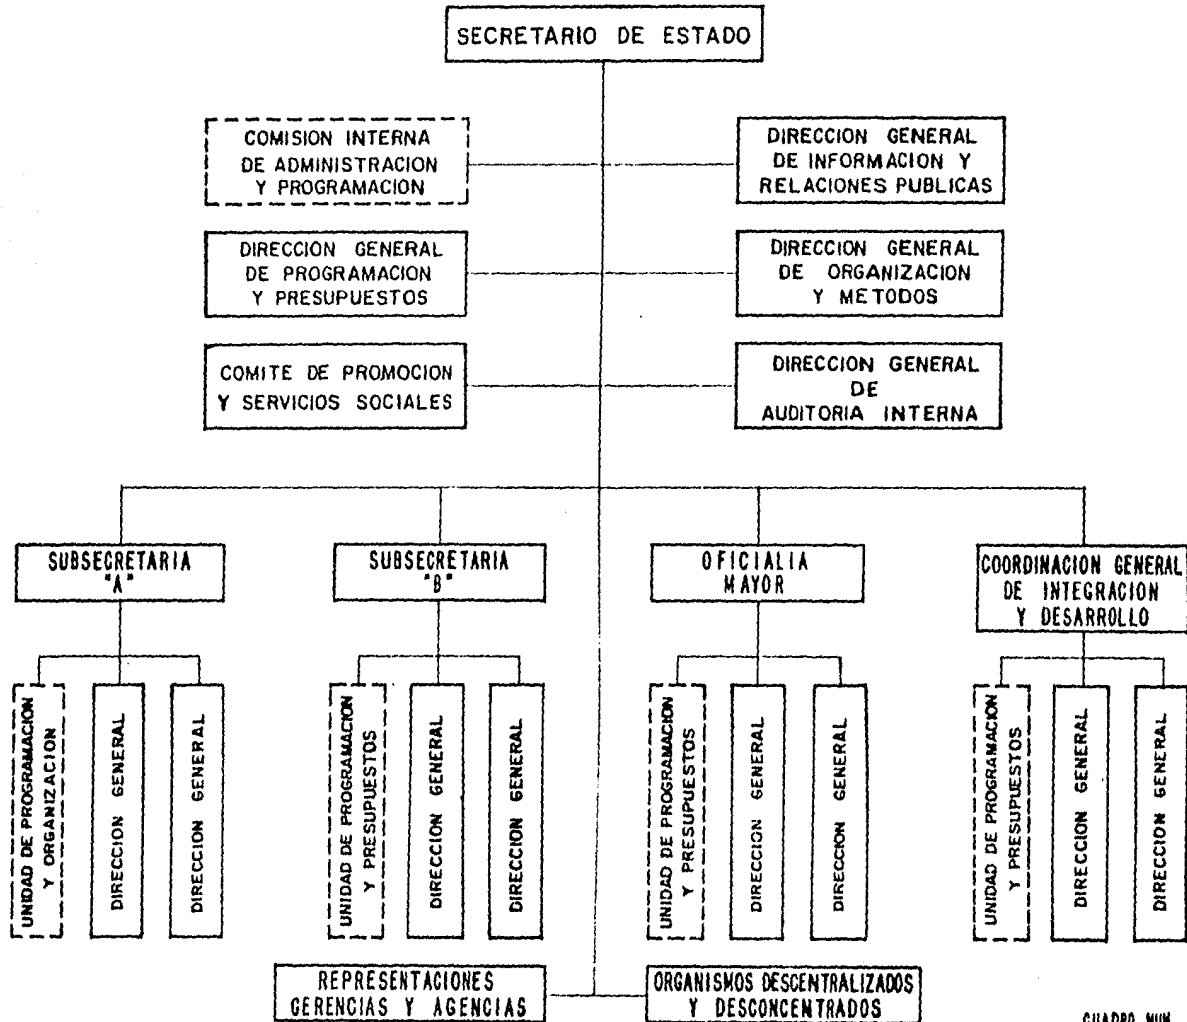 SECRETARIO DE ESTADO
COMISION INTERNA
DE ADMINISTRACION
Y PROGRAMACION
DIRECCION GENERAL
DE INFORMACION Y
RELACIONES PUBLICAS
DIRECCION GENERAL
DE PROGRAMACION
Y PRESUPUESTOS
DIRECCION GENERAL
DE ORGANIZACION
Y METODOS
COMITE DE PROMOCION
Y SERVICIOS SOCIALES
DIRECCION GENERAL
DE
AUDITORIA INTERNA
SUBSECRETARIA
"A"
SUBSECRETARIA
"B"
OFICIALIA
MAYOR
COORDINACION GENERAL
DE INTEGRACION
Y DESARROLLO
UNIDAD DE PROGRAMACION
Y ORGANIZACION
DIRECCION GENERAL
DIRECCION GENERAL
UNIDAD DE PROGRAMACION
Y PRESUPUESTOS
DIRECCION GENERAL
DIRECCION GENERAL
UNIDAD DE PROGRAMACION
Y PRESUPUESTOS
DIRECCION GENERAL
DIRECCION GENERAL
UNIDAD DE PROGRAMACION
Y PRESUPUESTOS
DIRECCION GENERAL
DIRECCION GENERAL
REPRESENTACIONES
GERENCIAS Y AGENCIAS
ORGANISMOS DESCENTRALIZADOS
Y DESCONCENTRADOS
CUADRO NUM